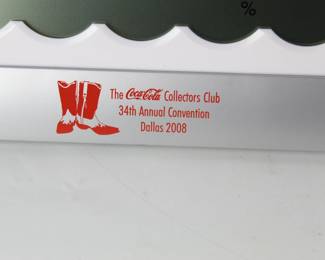 %
The Coca-Cola Collectors Club
34th Annual Convention
Dallas 2008